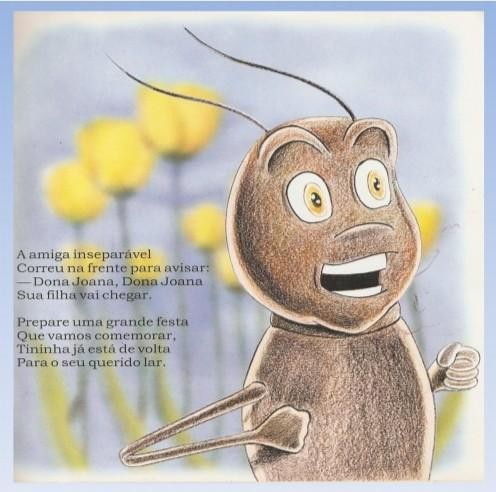 A amiga inseparável
Correu na frente para avisar:
— Dona Joana, Dona Joana
Sua filha vai chegar.
Prepare uma grande festa
Que vamos comemorar,
Tininha já está de volta
Para o seu querido lar.